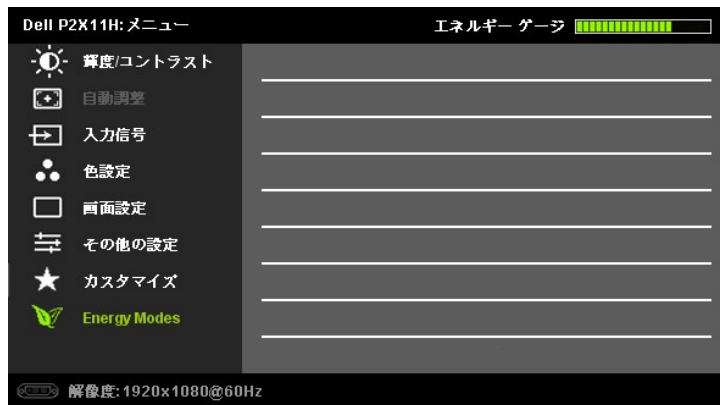 Dell P2X11H:メニュー
エネルギー ゲージ
輝度/コントラスト
自動調整
入力信号
色設定
画面設定
その他の設定
カスタマイズ
Energy Modes
解像度:1920x1080@60Hz